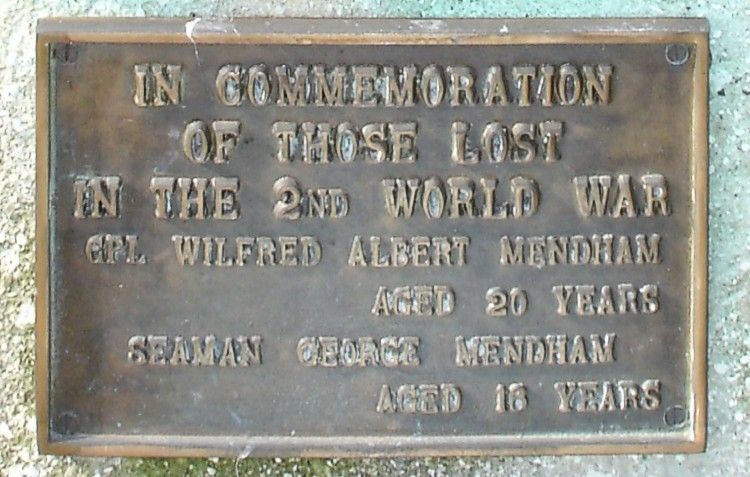 IN COMMEMORATION
OF THOSE LOST
IN THE 2ND WORLD WAR
CPL WILFRED ALBERT MENDHAM
AGED 20 YEARS
SEAMAN GEORGE MENDHAM
AGED 16 YEARS